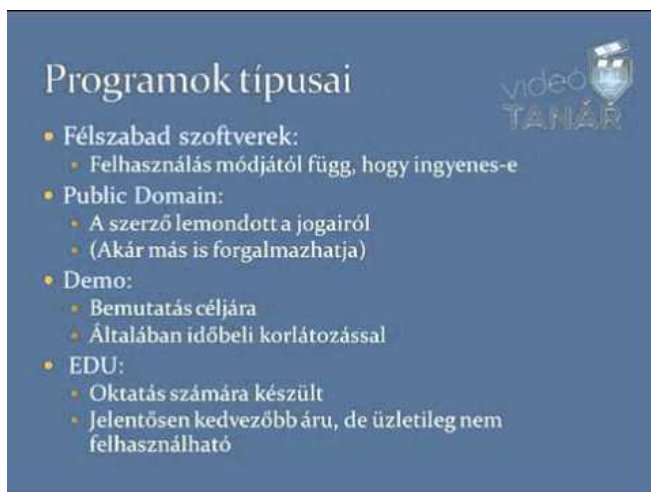 Programok típusai
videó
TANÁR
Félszabad szoftverek:
Felhasználás módjától függ, hogy ingyenes-e
Public Domain:
A szerző lemondott a jogairól
(Akár más is forgalmazhatja)
Demo:
Bemutatás céljára
Általában időbeli korlátozással
EDU:
Oktatás számára készült
Jelentősen kedvezőbb áru, de üzletileg nem
felhasználható